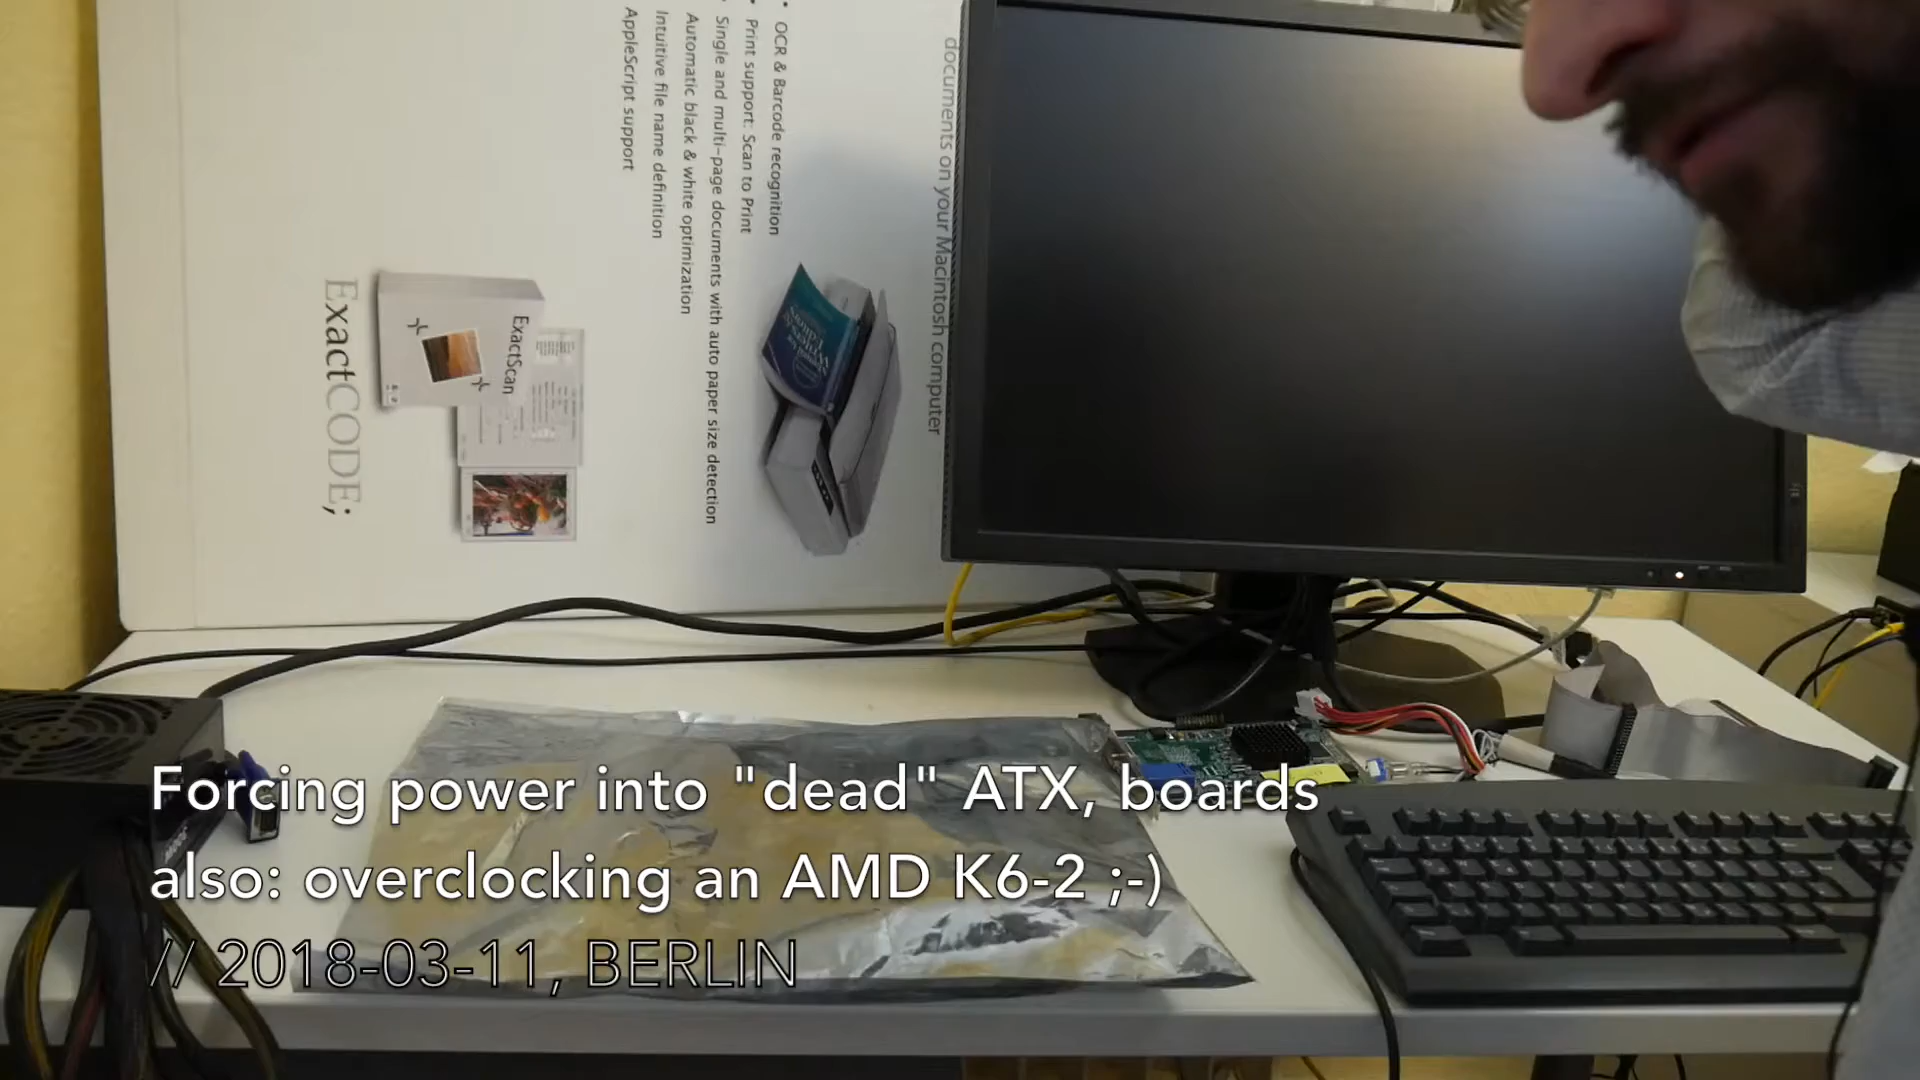 documents on your Macintosh computer
• OCR & Barcode recognition
• Print support: Scan to Print
Single and multi-page documents with auto paper size detection
Automatic black & white optimization
Intuitive file name definition
AppleScript support
ExactScan
ExactCODE;
Forcing power into "dead" ATX, boards
also: overclocking an AMD K6-2 ;-)
// 2018-03-11, BERLIN